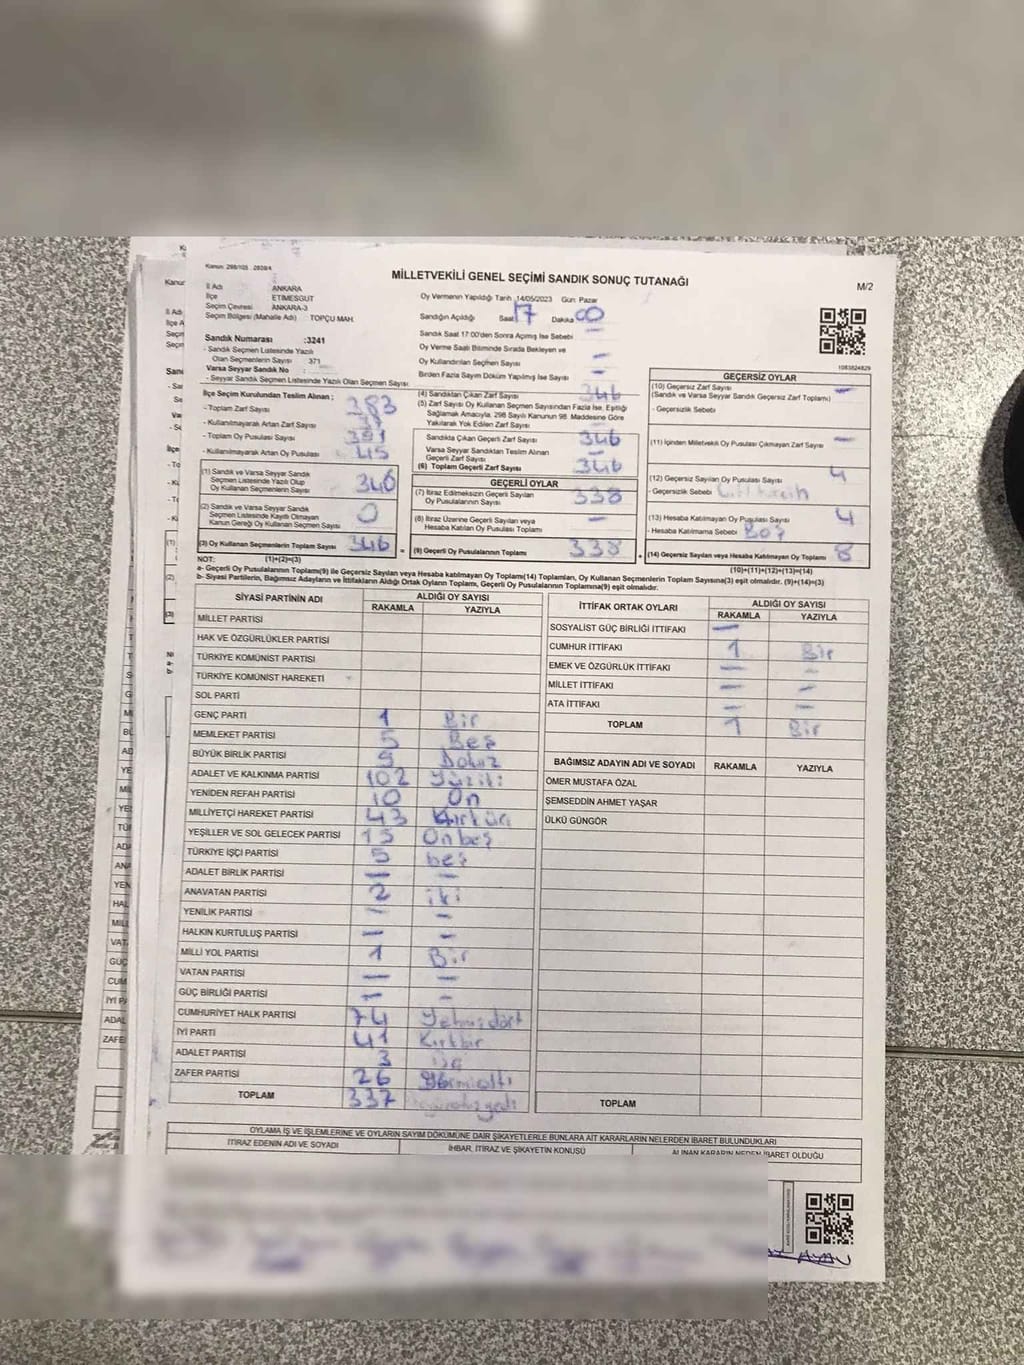 Kanun: 298/105 , 2839/4
MİLLETVEKİLİ GENEL SEÇİMİ SANDIK SONUÇ TUTANAĞI
M/2
İl Adı ANKARA
İlçe ETİMESGUT
Seçim Çevresi ANKARA-3
Seçim Bölgesi (Mahalle Adı) TOPÇU MAH.
Oy Vermenin Yapıldığı Tarih 14/05/2023 Gün: Pazar
Sandığın Açıldığı Saat 17 Dakika 00
Sandık Saat 17:00'den Sonra Açılmış İse Sebebi —
Oy Verme Saati Bitiminde Sırada Bekleyen ve
Oy Kullandırılan Seçmen Sayısı —
Birden Fazla Sayım Döküm Yapılmış İse Sayısı —
1083824829
Sandık Numarası :3241
- Sandık Seçmen Listesinde Yazılı
Olan Seçmenlerin Sayısı 371
Varsa Seyyar Sandık No :
- Seyyar Sandık Seçmen Listesinde Yazılı Olan Seçmen Sayısı:
İlçe Seçim Kurulundan Teslim Alınan ;
- Toplam Zarf Sayısı 383
- Kullanılmayarak Artan Zarf Sayısı
- Toplam Oy Pusulası Sayısı 391
- Kullanılmayarak Artan Oy Pusulası 45
(1) Sandık ve Varsa Seyyar Sandık
Seçmen Listesinde Yazılı Olup
Oy Kullanan Seçmenlerin Sayısı 346
(2) Sandık ve Varsa Seyyar Sandık
Seçmen Listesinde Kayıtlı Olmayan
Kanun Gereği Oy Kullanan Seçmen Sayısı 0
(3) Oy Kullanan Seçmenlerin Toplam Sayısı 346
(4) Sandıktan Çıkan Zarf Sayısı 346
(5) Zarf Sayısı Oy Kullanan Seçmen Sayısından Fazla İse, Eşitliği
Sağlamak Amacıyla, 298 Sayılı Kanunun 98. Maddesine Göre
Yakılarak Yok Edilen Zarf Sayısı
Sandıkta Çıkan Geçerli Zarf Sayısı 346
Varsa Seyyar Sandıktan Teslim Alınan
Geçerli Zarf Sayısı —
(6) Toplam Geçerli Zarf Sayısı 346
GEÇERLİ OYLAR
(7) İtiraz Edilmeksizin Geçerli Sayılan
Oy Pusulalarının Sayısı 338
(8) İtiraz Üzerine Geçerli Sayılan veya
Hesaba Katılan Oy Pusulası Toplamı —
(9) Geçerli Oy Pusulalarının Toplamı 338
GEÇERSİZ OYLAR
(10) Geçersiz Zarf Sayısı —
(Sandık ve Varsa Seyyar Sandık Zarf Toplamı)
- Geçersizlik Sebebi
(11) İçinden Milletvekili Oy Pusulası Çıkmayan Zarf Sayısı —
(12) Geçersiz Sayılan Oy Pusulası Sayısı 4
- Geçersizlik Sebebi
(13) Hesaba Katılmayan Oy Pusulası Sayısı 4
- Hesaba Katılmama Sebebi Boş
(14) Geçersiz Sayılan veya Hesaba Katılmayan Oy Toplamı 8
NOT: (1)+(2)=(3)
(10)+(11)+(12)+(13)=(14)
a- Geçerli Oy Pusulalarının Toplamı(9) ile Geçersiz Sayılan veya Hesaba katılmayan Oy Toplam(14) Toplamları, Oy Kullanan Seçmenlerin Toplam Sayısına(3) eşit olmalıdır. (9)+(14)=(3)
b- Siyasi Partilerin, Bağımsız Adayların ve İttifakların Aldığı Ortak Oyların Toplamı, Geçerli Oy Pusulalarının Toplamına(9) eşit olmalıdır.
SİYASİ PARTİNİN ADI ALDIĞI OY SAYISI
RAKAMLA YAZIYLA
MİLLET PARTİSİ
HAK VE ÖZGÜRLÜKLER PARTİSİ
TÜRKİYE KOMÜNİST PARTİSİ
TÜRKİYE KOMÜNİST HAREKETİ
SOL PARTİ
GENÇ PARTİ 1 Bir
MEMLEKET PARTİSİ 5 Beş
BÜYÜK BİRLİK PARTİSİ 9 Dokuz
ADALET VE KALKINMA PARTİSİ 102 Yüziki
YENİDEN REFAH PARTİSİ 10 On
MİLLİYETÇİ HAREKET PARTİSİ 43 Kırküç
YEŞİLLER VE SOL GELECEK PARTİSİ 15 Onbeş
TÜRKİYE İŞÇİ PARTİSİ 5 beş
ADALET BİRLİK PARTİSİ — —
ANAVATAN PARTİSİ 2 iki
YENİLİK PARTİSİ — —
HALKIN KURTULUŞ PARTİSİ — —
MİLLİ YOL PARTİSİ 1 Bir
VATAN PARTİSİ — —
GÜÇ BİRLİĞİ PARTİSİ — —
CUMHURİYET HALK PARTİSİ 74 Yetmişdört
İYİ PARTİ 41 Kırkbir
ADALET PARTİSİ 3 üç
ZAFER PARTİSİ 26 Yirmialtı
TOPLAM 337
İTTİFAK ORTAK OYLARI ALDIĞI OY SAYISI
RAKAMLA YAZIYLA
SOSYALİST GÜÇ BİRLİĞİ İTTİFAKI —
CUMHUR İTTİFAKI 1 Bir
EMEK VE ÖZGÜRLÜK İTTİFAKI — —
MİLLET İTTİFAKI — —
ATA İTTİFAKI — —
TOPLAM 1 Bir
BAĞIMSIZ ADAYIN ADI VE SOYADI RAKAMLA YAZIYLA
ÖMER MUSTAFA ÖZAL
ŞEMSEDDİN AHMET YAŞAR
ÜLKÜ GÜNGÖR
TOPLAM
OYLAMA İŞ VE İŞLEMLERİNE VE OYLARIN SAYIM DÖKÜMÜNE DAİR ŞİKAYETLERLE BUNLARA AİT KARARLARIN NELERDEN İBARET BULUNDUKLARI
İTİRAZ EDENİN ADI VE SOYADI İHBAR, İTİRAZ VE ŞİKAYETİN KONUSU ALINAN KARARIN NEDEN İBARET OLDUĞU